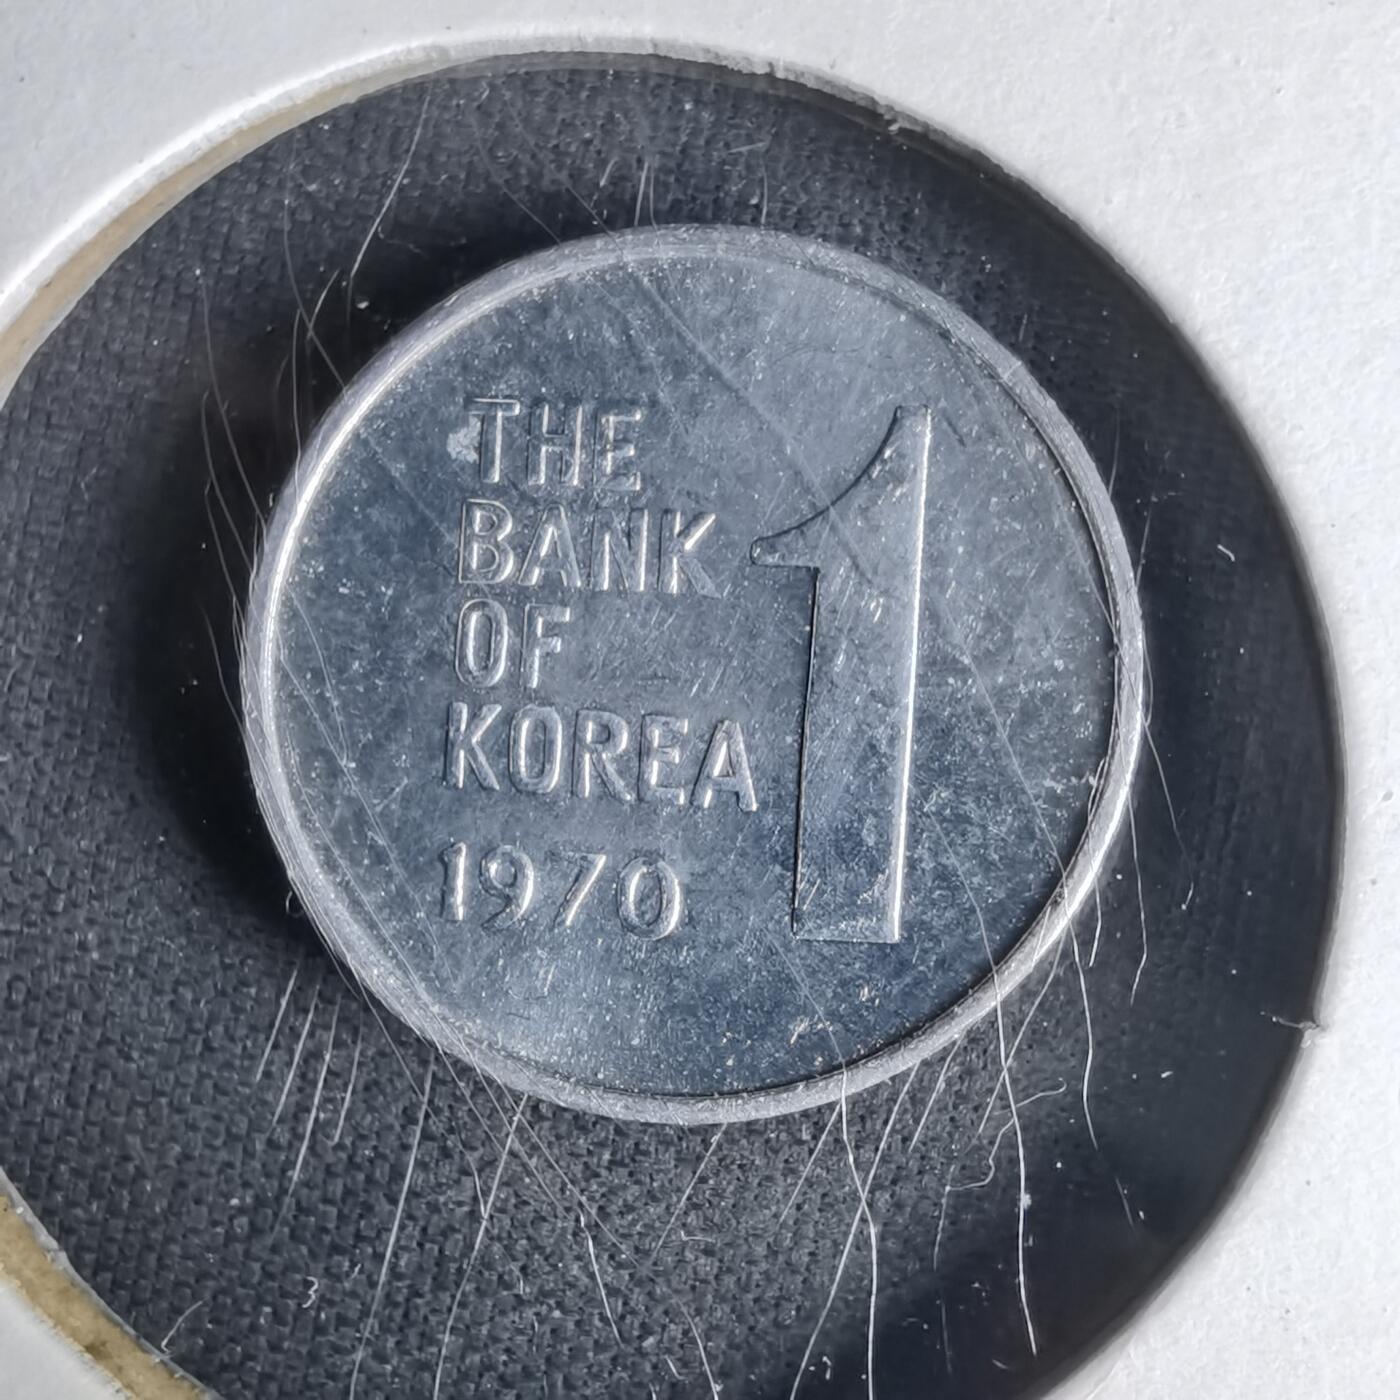 THE
BANK
OF
KOREA
1970
1